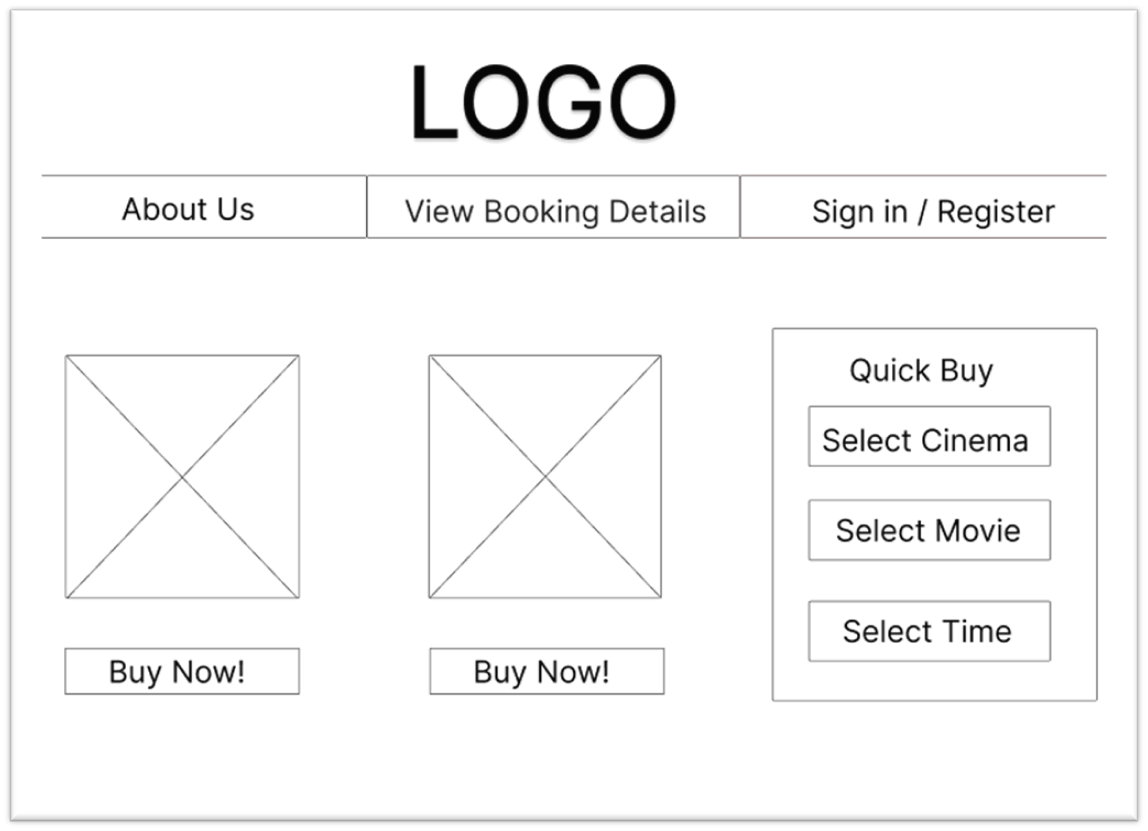 LOGO
About Us
View Booking Details
Sign in / Register
Quick Buy
Select Cinema
Select Movie
Select Time
Buy Now!
Buy Now!